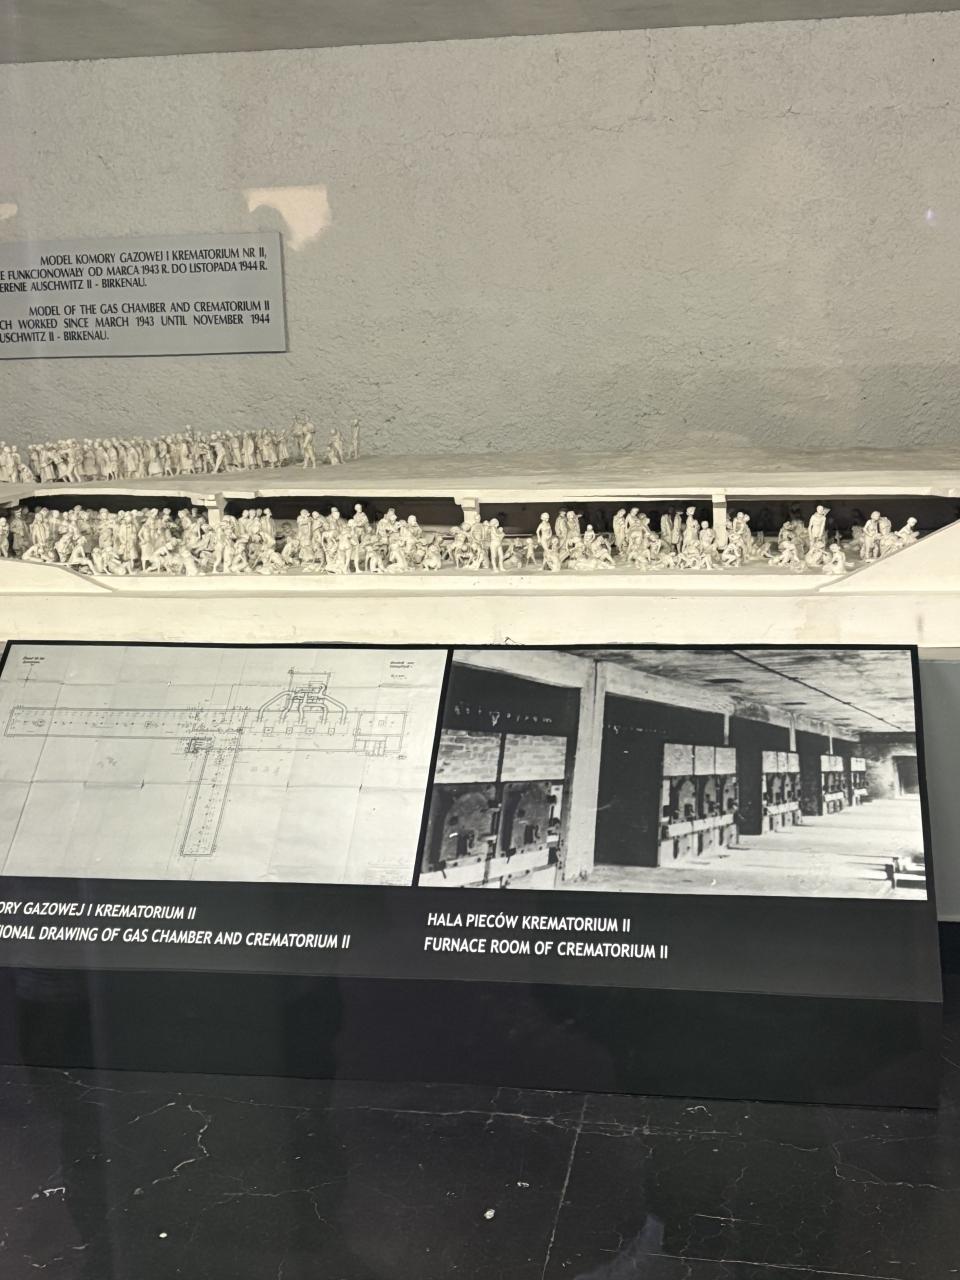 MODEL KOMORY GAZOWEJ I KREMATORIUM NR II,
E FUNKCJONOWAŁY OD MARCA 1943 R. DO LISTOPADA 1944 R.
ERENIE AUSCHWITZ II - BIRKENAU.
MODEL OF THE GAS CHAMBER AND CREMATORIUM II
CH WORKED SINCE MARCH 1943 UNTIL NOVEMBER 1944
USCHWITZ II - BIRKENAU.
ORY GAZOWEJ I KREMATORIUM II
IONAL DRAWING OF GAS CHAMBER AND CREMATORIUM II
HALA PIECÓW KREMATORIUM II
FURNACE ROOM OF CREMATORIUM II